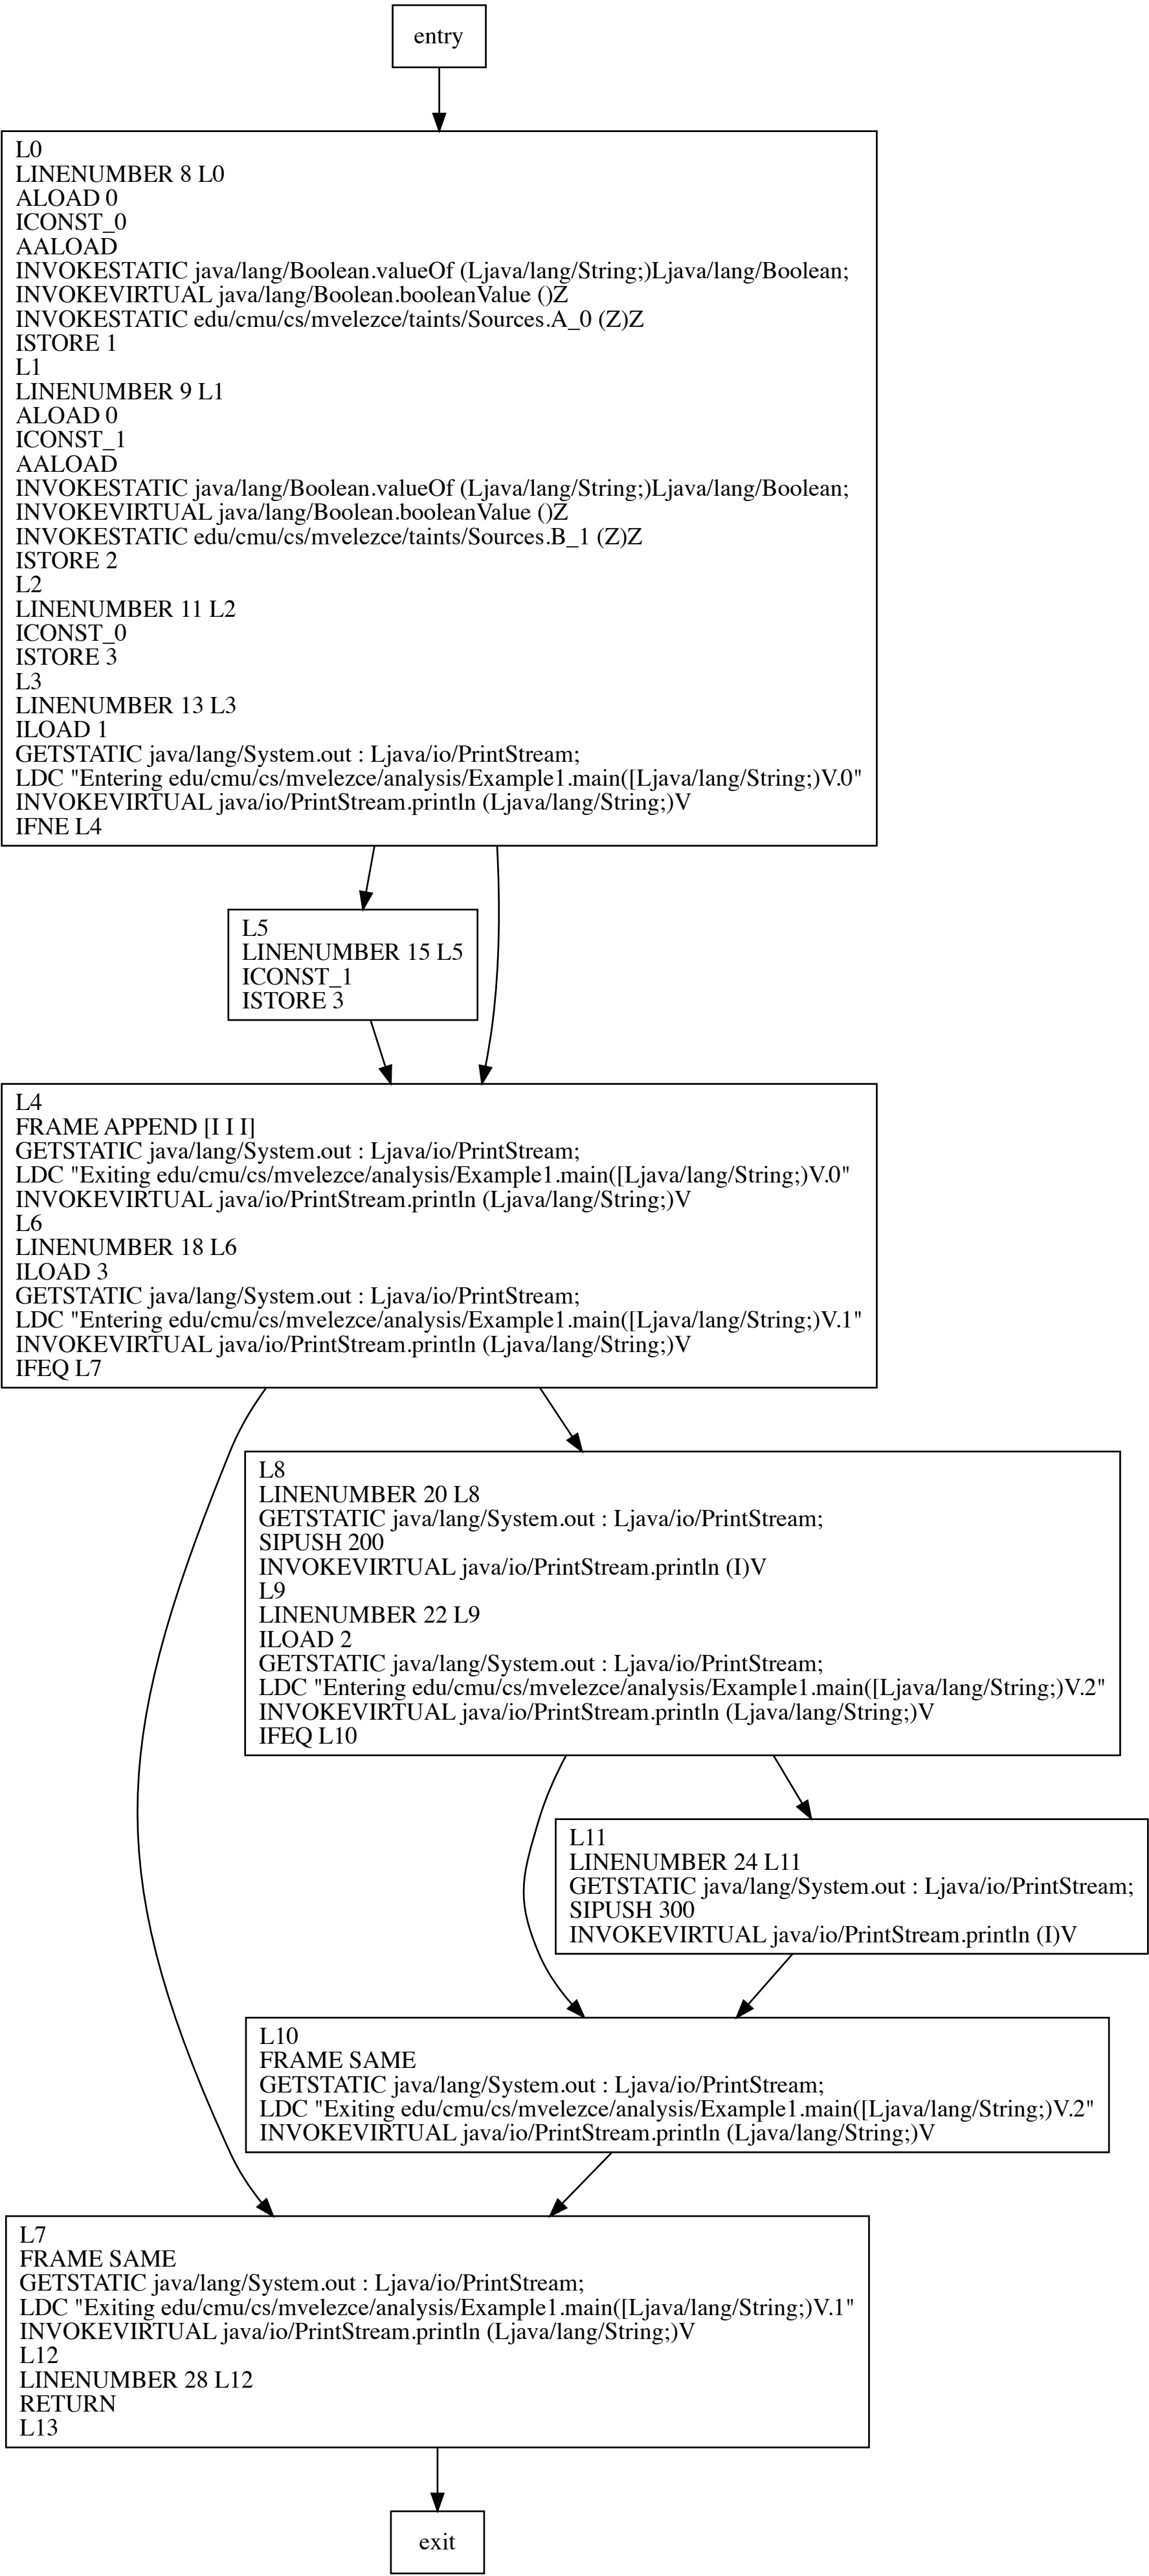 entry
L0
LINENUMBER 8 L0
ALOAD 0
ICONST_0
AALOAD
INVOKESTATIC java/lang/Boolean.valueOf (Ljava/lang/String;)Ljava/lang/Boolean;
INVOKEVIRTUAL java/lang/Boolean.booleanValue ()Z
INVOKESTATIC edu/cmu/cs/mvelezce/taints/Sources.A_0 (Z)Z
ISTORE 1
L1
LINENUMBER 9 L1
ALOAD 0
ICONST_1
AALOAD
INVOKESTATIC java/lang/Boolean.valueOf (Ljava/lang/String;)Ljava/lang/Boolean;
INVOKEVIRTUAL java/lang/Boolean.booleanValue ()Z
INVOKESTATIC edu/cmu/cs/mvelezce/taints/Sources.B_1 (Z)Z
ISTORE 2
L2
LINENUMBER 11 L2
ICONST_0
ISTORE 3
L3
LINENUMBER 13 L3
ILOAD 1
GETSTATIC java/lang/System.out : Ljava/io/PrintStream;
LDC "Entering edu/cmu/cs/mvelezce/analysis/Example1.main([Ljava/lang/String;)V.0"
INVOKEVIRTUAL java/io/PrintStream.println (Ljava/lang/String;)V
IFNE L4
L5
LINENUMBER 15 L5
ICONST_1
ISTORE 3
L4
FRAME APPEND [I I I]
GETSTATIC java/lang/System.out : Ljava/io/PrintStream;
LDC "Exiting edu/cmu/cs/mvelezce/analysis/Example1.main([Ljava/lang/String;)V.0"
INVOKEVIRTUAL java/io/PrintStream.println (Ljava/lang/String;)V
L6
LINENUMBER 18 L6
ILOAD 3
GETSTATIC java/lang/System.out : Ljava/io/PrintStream;
LDC "Entering edu/cmu/cs/mvelezce/analysis/Example1.main([Ljava/lang/String;)V.1"
INVOKEVIRTUAL java/io/PrintStream.println (Ljava/lang/String;)V
IFEQ L7
L8
LINENUMBER 20 L8
GETSTATIC java/lang/System.out : Ljava/io/PrintStream;
SIPUSH 200
INVOKEVIRTUAL java/io/PrintStream.println (I)V
L9
LINENUMBER 22 L9
ILOAD 2
GETSTATIC java/lang/System.out : Ljava/io/PrintStream;
LDC "Entering edu/cmu/cs/mvelezce/analysis/Example1.main([Ljava/lang/String;)V.2"
INVOKEVIRTUAL java/io/PrintStream.println (Ljava/lang/String;)V
IFEQ L10
L11
LINENUMBER 24 L11
GETSTATIC java/lang/System.out : Ljava/io/PrintStream;
SIPUSH 300
INVOKEVIRTUAL java/io/PrintStream.println (I)V
L10
FRAME SAME
GETSTATIC java/lang/System.out : Ljava/io/PrintStream;
LDC "Exiting edu/cmu/cs/mvelezce/analysis/Example1.main([Ljava/lang/String;)V.2"
INVOKEVIRTUAL java/io/PrintStream.println (Ljava/lang/String;)V
L7
FRAME SAME
GETSTATIC java/lang/System.out : Ljava/io/PrintStream;
LDC "Exiting edu/cmu/cs/mvelezce/analysis/Example1.main([Ljava/lang/String;)V.1"
INVOKEVIRTUAL java/io/PrintStream.println (Ljava/lang/String;)V
L12
LINENUMBER 28 L12
RETURN
L13
exit